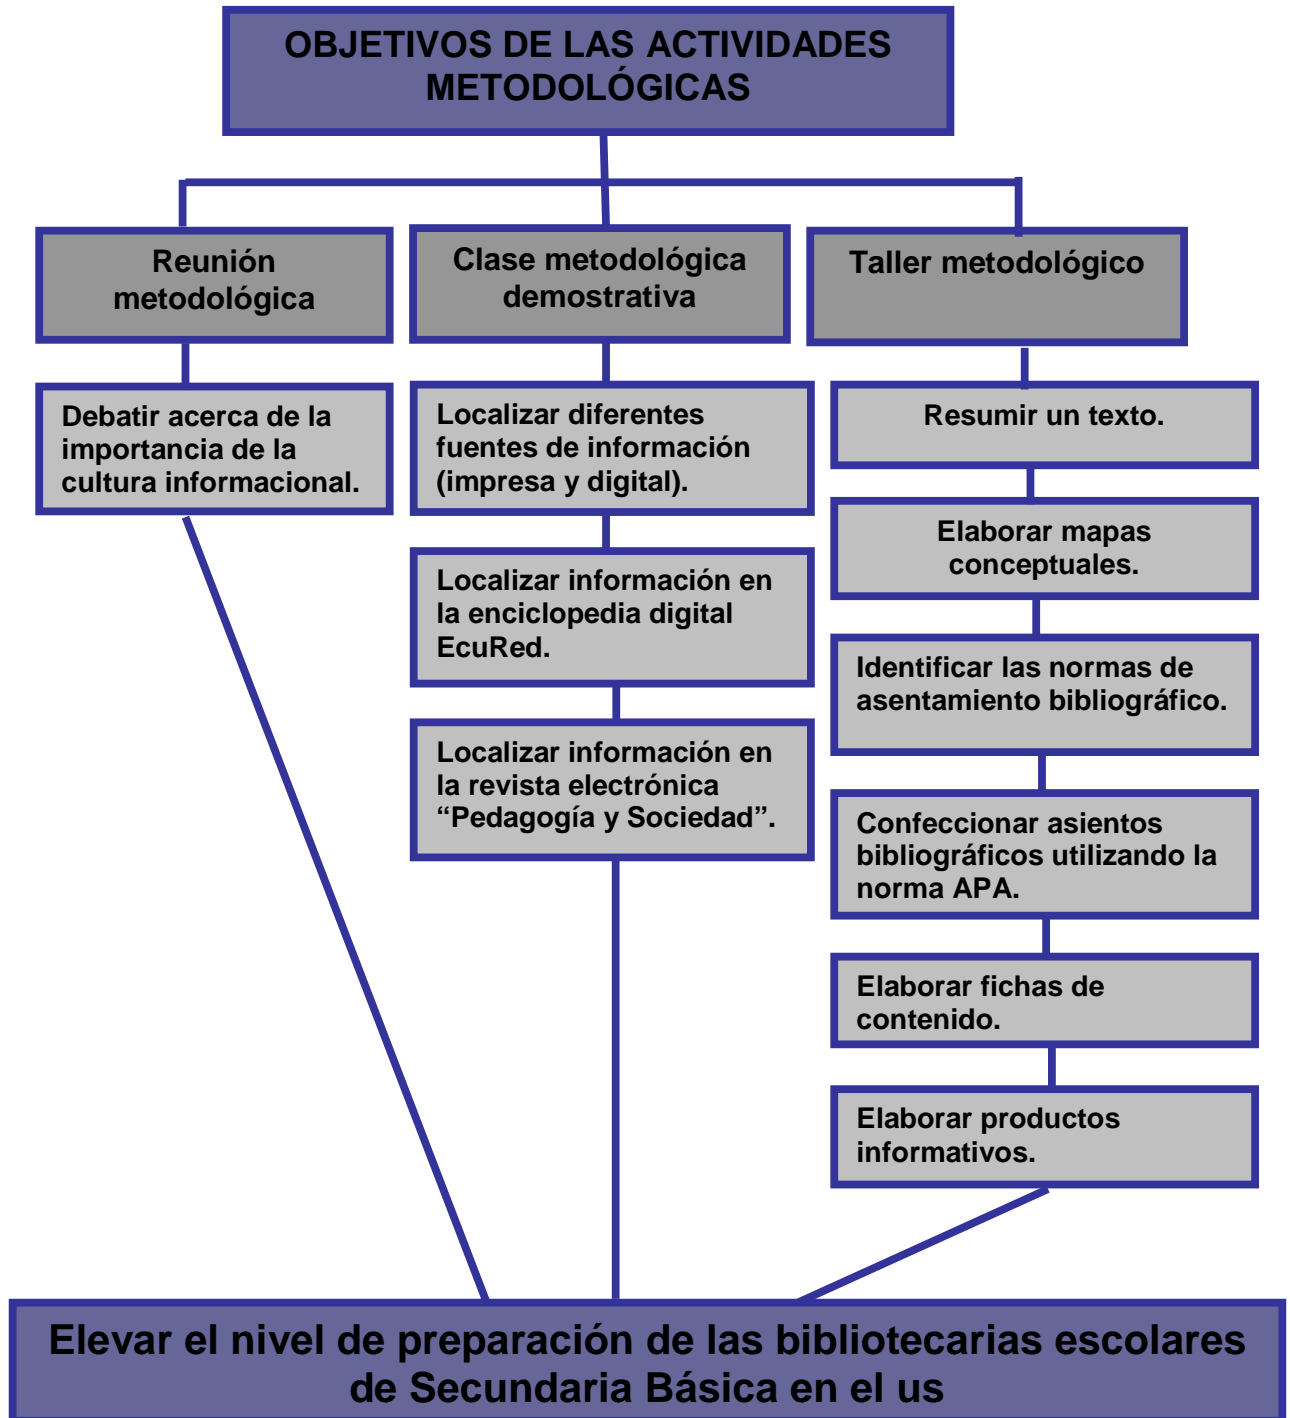 OBJETIVOS DE LAS ACTIVIDADES
METODOLÓGICAS
Reunión
metodológica
Clase metodológica
demostrativa
Taller metodológico
Debatir acerca de la
importancia de la
cultura informacional.
Localizar diferentes
fuentes de información
(impresa y digital).
Localizar información en
la enciclopedia digital
EcuRed.
Localizar información en
la revista electrónica
“Pedagogía y Sociedad”.
Resumir un texto.
Elaborar mapas
conceptuales.
Identificar las normas de
asentamiento bibliográfico.
Confeccionar asientos
bibliográficos utilizando la
norma APA.
Elaborar fichas de
contenido.
Elaborar productos
informativos.
Elevar el nivel de preparación de las bibliotecarias escolares
de Secundaria Básica en el us